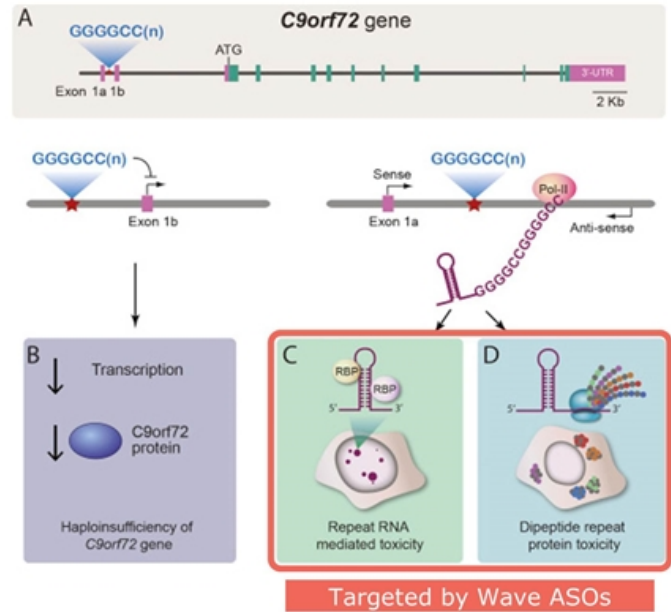 A
C9orf72 gene
GGGGCC(n)
ATG
3'-UTR
Exon 1a 1b
2 Kb
GGGGCC(n)
Exon 1b
GGGGCC(n)
Sense
Pol-II
Exon 1a
Anti-sense
GGGGCCGGGGCC
B
Transcription
C9orf72
protein
Haploinsufficiency of
C9orf72 gene
C
RBP
RBP
5' 3'
Repeat RNA
mediated toxicity
D
5' 3'
Dipeptide repeat
protein toxicity
Targeted by Wave ASOs